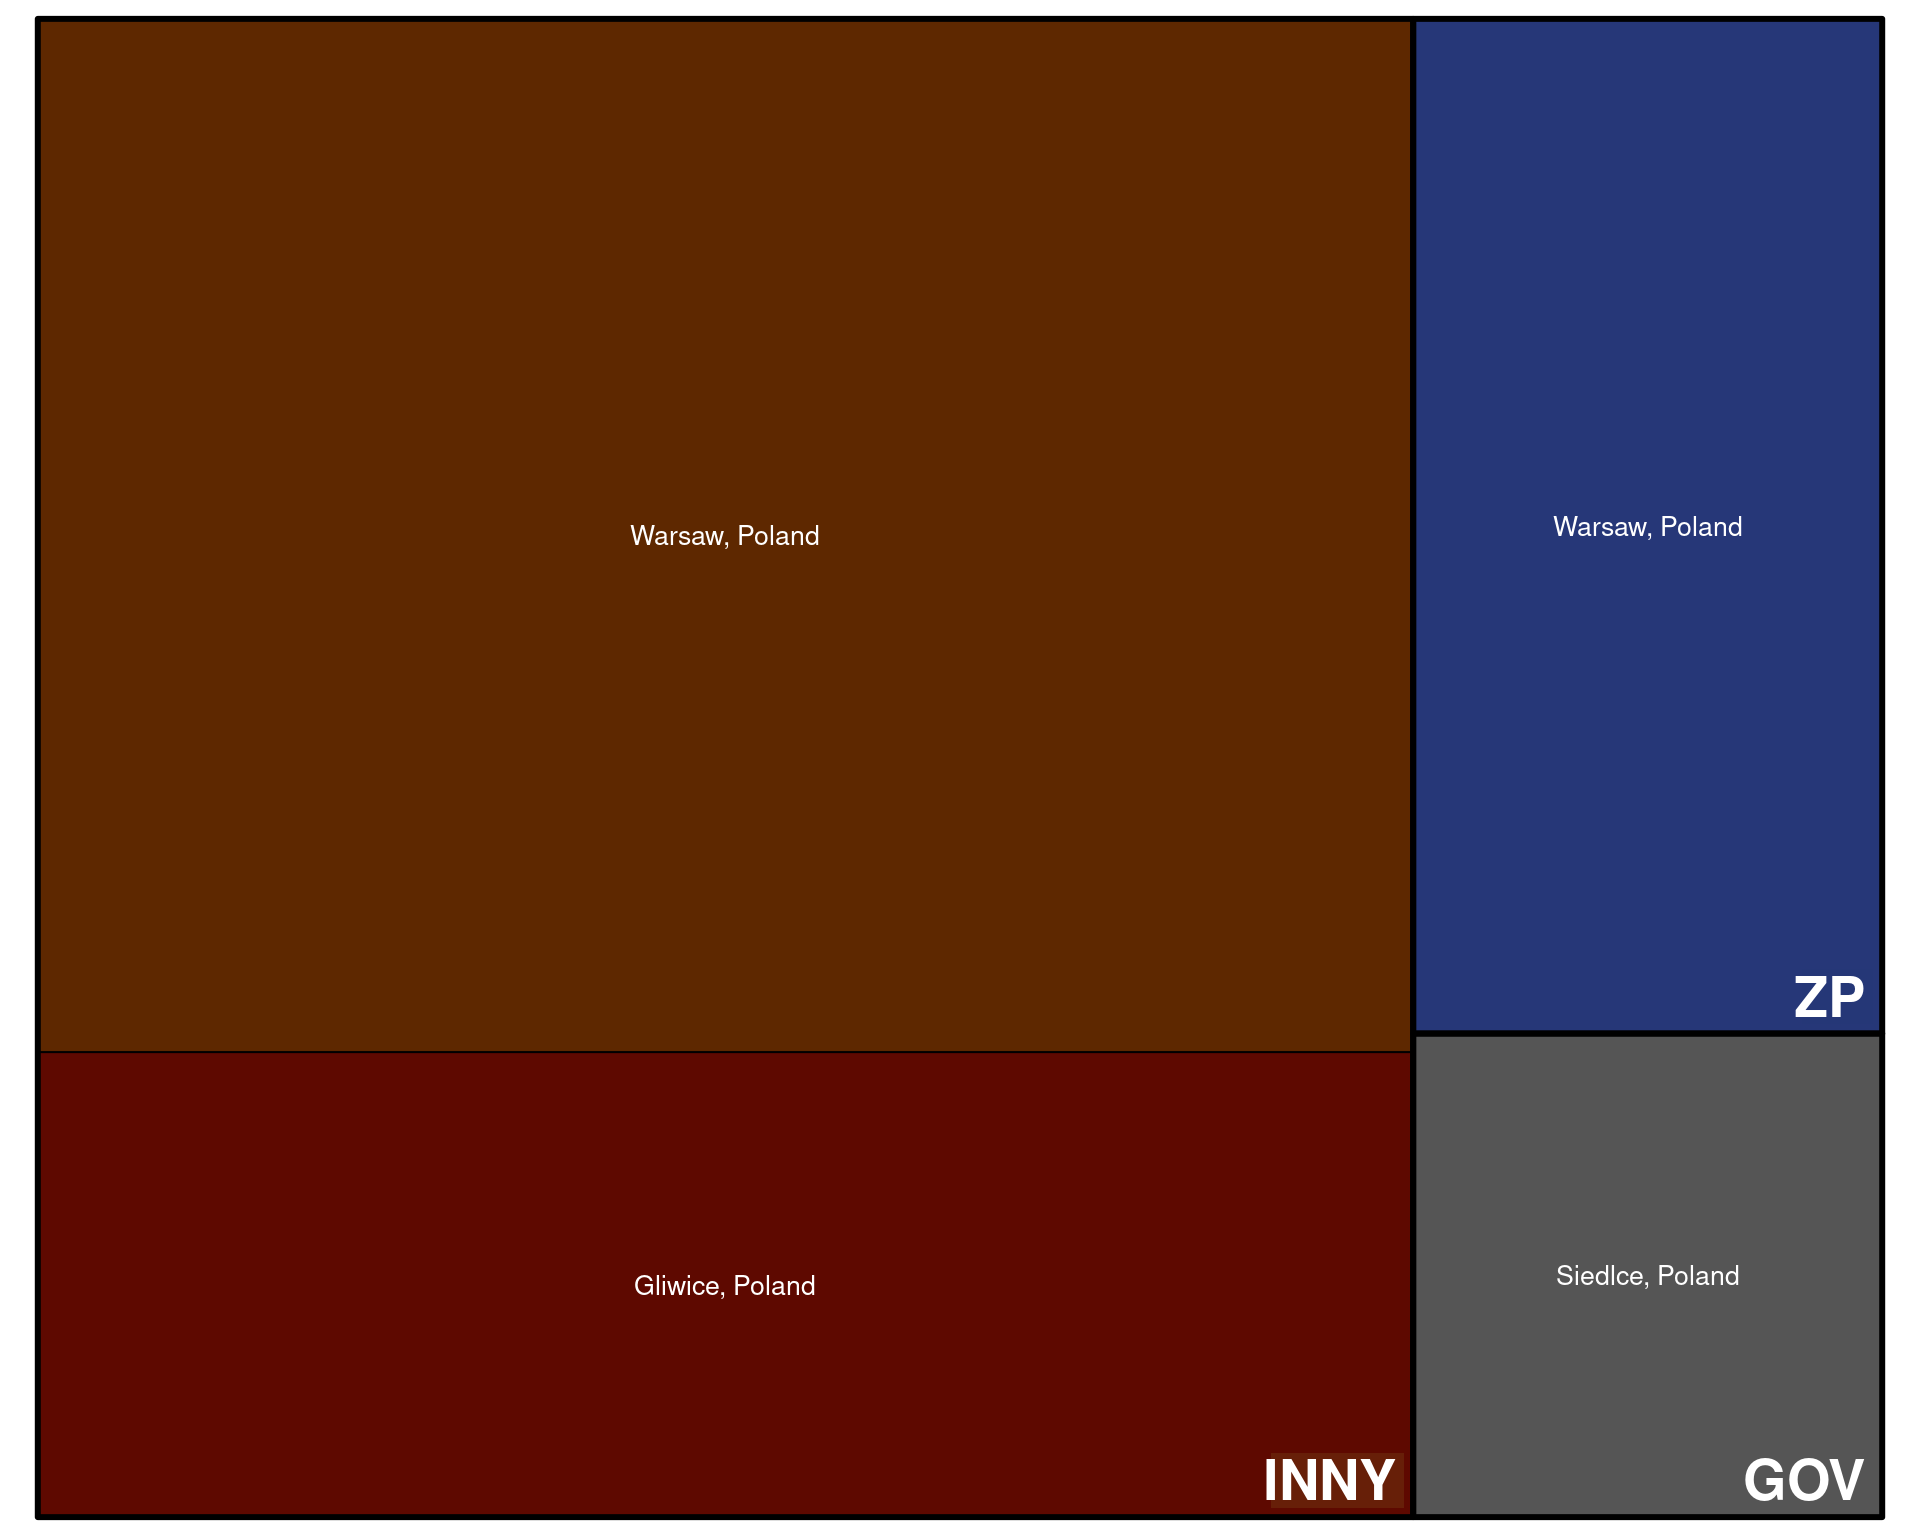 Warsaw, Poland
Warsaw, Poland
ZP
Gliwice, Poland
Siedlce, Poland
INNY
GOV